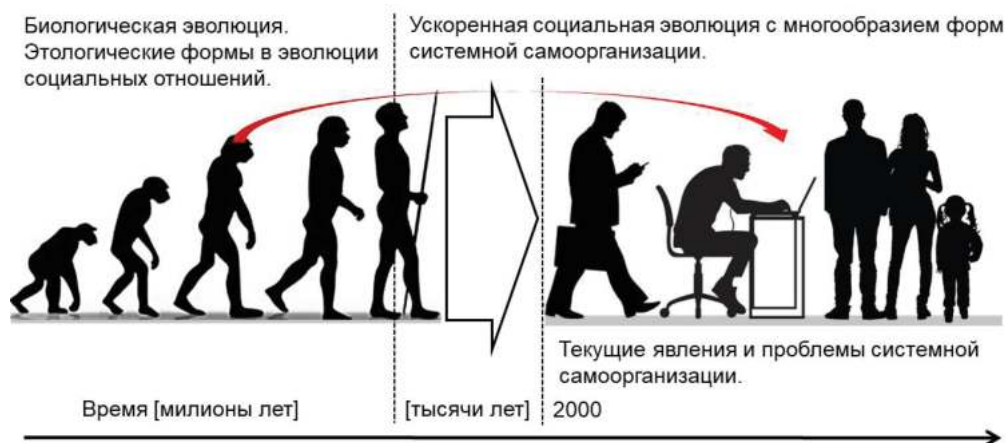 Биологическая эволюция.
Этологические формы в эволюции
социальных отношений.
Ускоренная социальная эволюция с многообразием форм
системной самоорганизации.
Текущие явления и проблемы системной
самоорганизации.
Время [милионы лет]
[тысячи лет]
2000